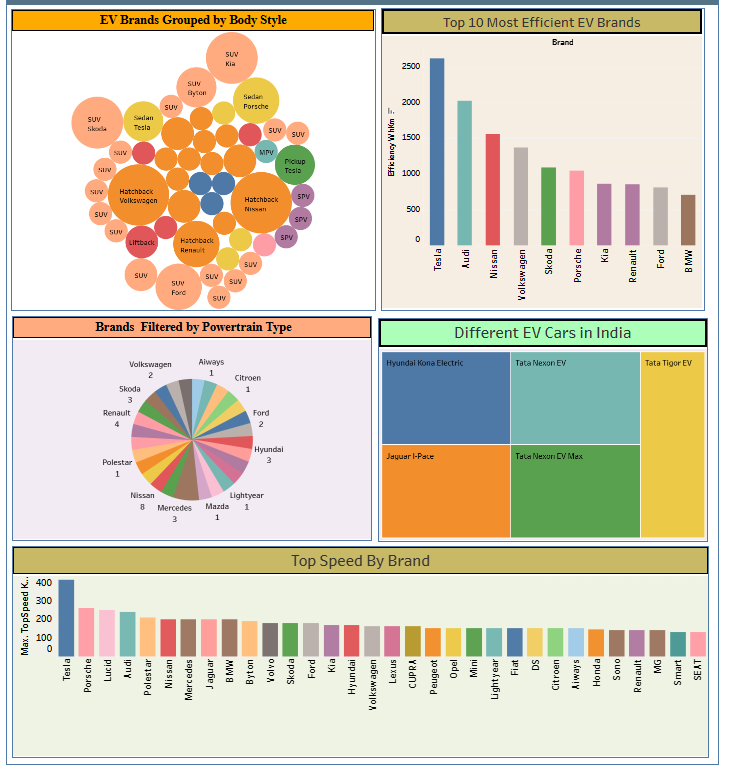 EV Brands Grouped by Body Style
SUV
Kia
SUV
Byton
SUV
Sedan
Porsche
SUV
Skoda
Sedan
Tesla
SUV
SUV
SUV
MPV
Pickup
Tesla
SUV
SUV
Hatchback
Volkswagen
Hatchback
Nissan
SPV
SUV
SPV
SUV
Liftback
Hatchback
Renault
SPV
SUV
SUV
SUV
SUV
Ford
SUV
SUV
Top 10 Most Efficient EV Brands
Brand
Efficiency WhKm
2500
2000
1500
1000
500
0
Tesla
Audi
Nissan
Volkswagen
Skoda
Porsche
Kia
Renault
Ford
BMW
Brands Filtered by Powertrain Type
Volkswagen
2
Aiways
1
Citroen
1
Skoda
3
Renault
4
Ford
2
Hyundai
3
Polestar
1
Nissan
8
Mercedes
3
Mazda
1
Lightyear
1
Different EV Cars in India
Hyundai Kona Electric
Tata Nexon EV
Tata Tigor EV
Jaguar I-Pace
Tata Nexon EV Max
Top Speed By Brand
Max. TopSpeed K...
400
300
200
100
0
Tesla
Porsche
Lucid
Audi
Polestar
Nissan
Mercedes
Jaguar
BMW
Byton
Volvo
Skoda
Ford
Kia
Hyundai
Volkswagen
Lexus
CUPRA
Peugeot
Opel
Mini
Lightyear
Fiat
DS
Citroen
Aiways
Honda
Sono
Renault
MG
Smart
SEAT